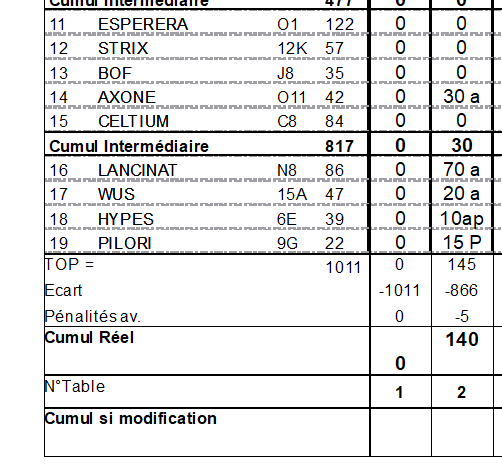 Cumul Intermédiaire 477 0 0
11 ESPERERA O1 122 0 0
12 STRIX 12K 57 0 0
13 BOF J8 35 0 0
14 AXONE O11 42 0 30 a
15 CELTIUM C8 84 0 0
Cumul Intermédiaire 817 0 30
16 LANCINAT N8 86 0 70 a
17 WUS 15A 47 0 20 a
18 HYPES 6E 39 0 10ap
19 PILORI 9G 22 0 15 P
TOP = 1011 0 145
Ecart -1011 -866
Pénalités av. 0 -5
Cumul Réel 0 140
N°Table 1 2
Cumul si modification